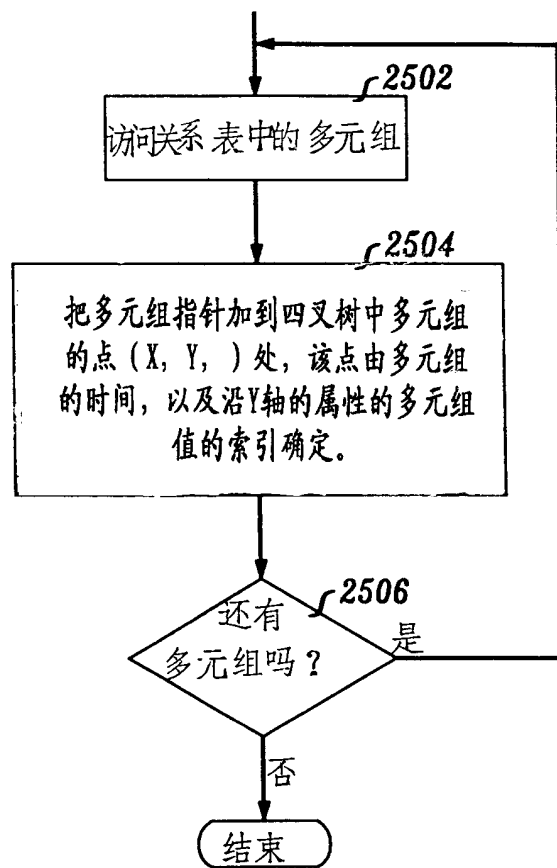 2502
访问关系表中的多元组
2504
把多元组指针加到四叉树中多元组
的点(X, Y, )处，该点由多元组
的时间，以及沿Y轴的属性的多元组
值的索引确定。
2506
还有
多元组吗？
是
否
结束